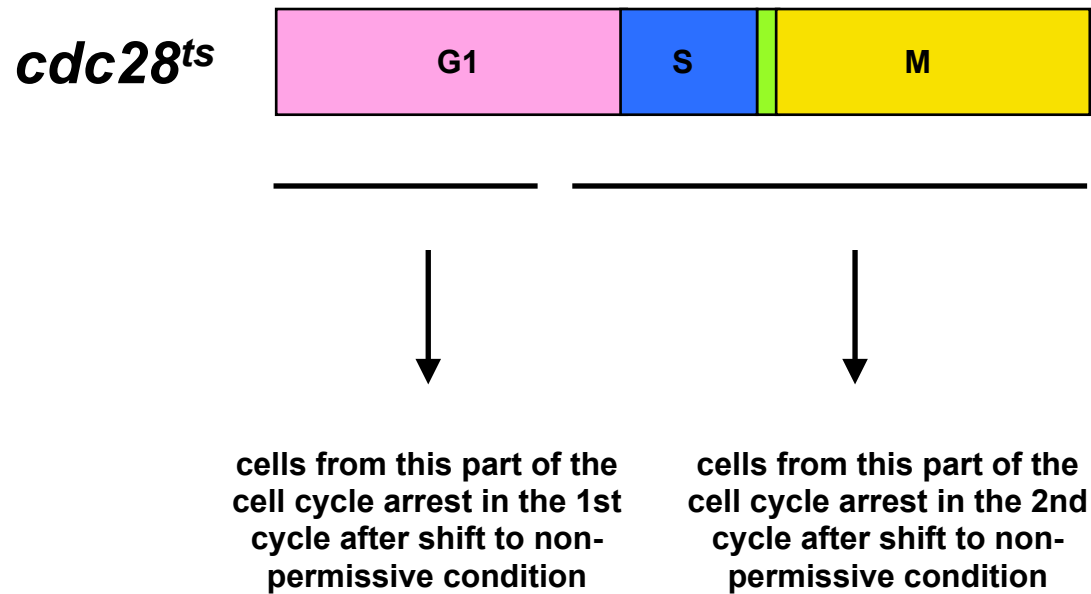 cdc28ts
G1
S
M
cells from this part of the
cell cycle arrest in the 1st
cycle after shift to non-
permissive condition
cells from this part of the
cell cycle arrest in the 2nd
cycle after shift to non-
permissive condition